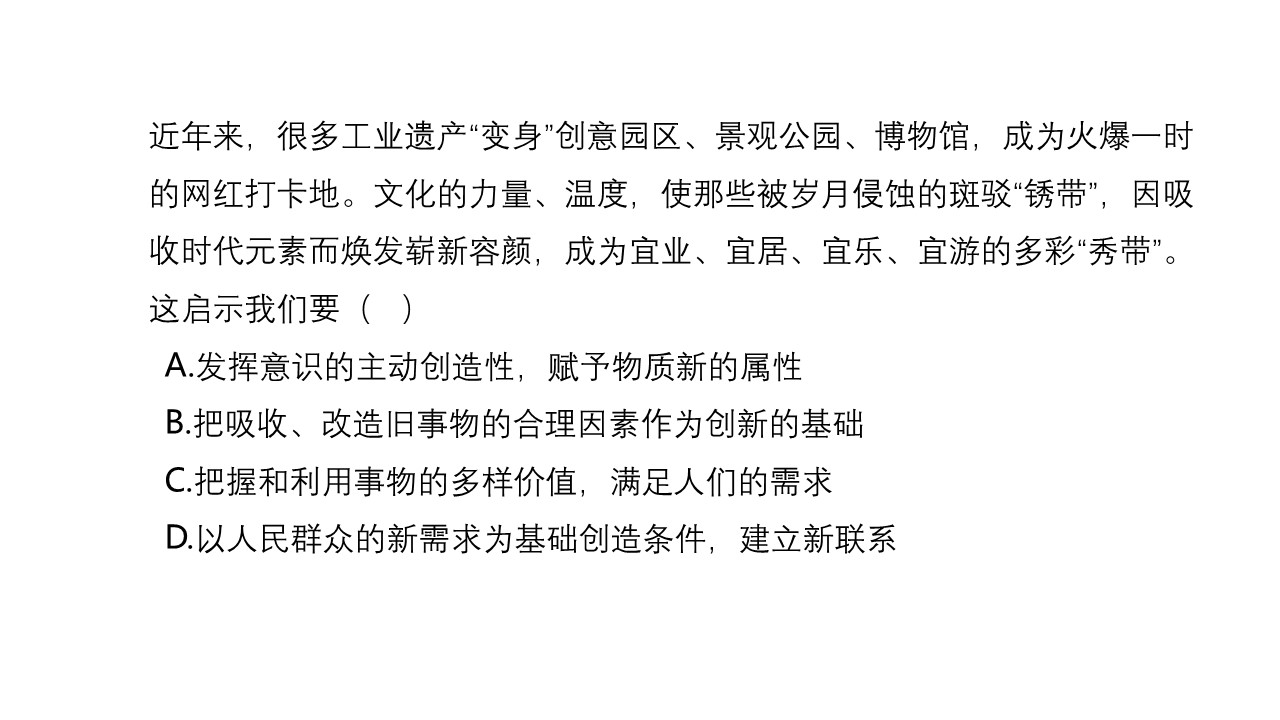 近年来，很多工业遗产“变身”创意园区、景观公园、博物馆，成为火爆一时
的网红打卡地。文化的力量、温度，使那些被岁月侵蚀的斑驳“锈带”，因吸
收时代元素而焕发崭新容颜，成为宜业、宜居、宜乐、宜游的多彩“秀带”。
这启示我们要（　）
A.发挥意识的主动创造性，赋予物质新的属性
B.把吸收、改造旧事物的合理因素作为创新的基础
C.把握和利用事物的多样价值，满足人们的需求
D.以人民群众的新需求为基础创造条件，建立新联系